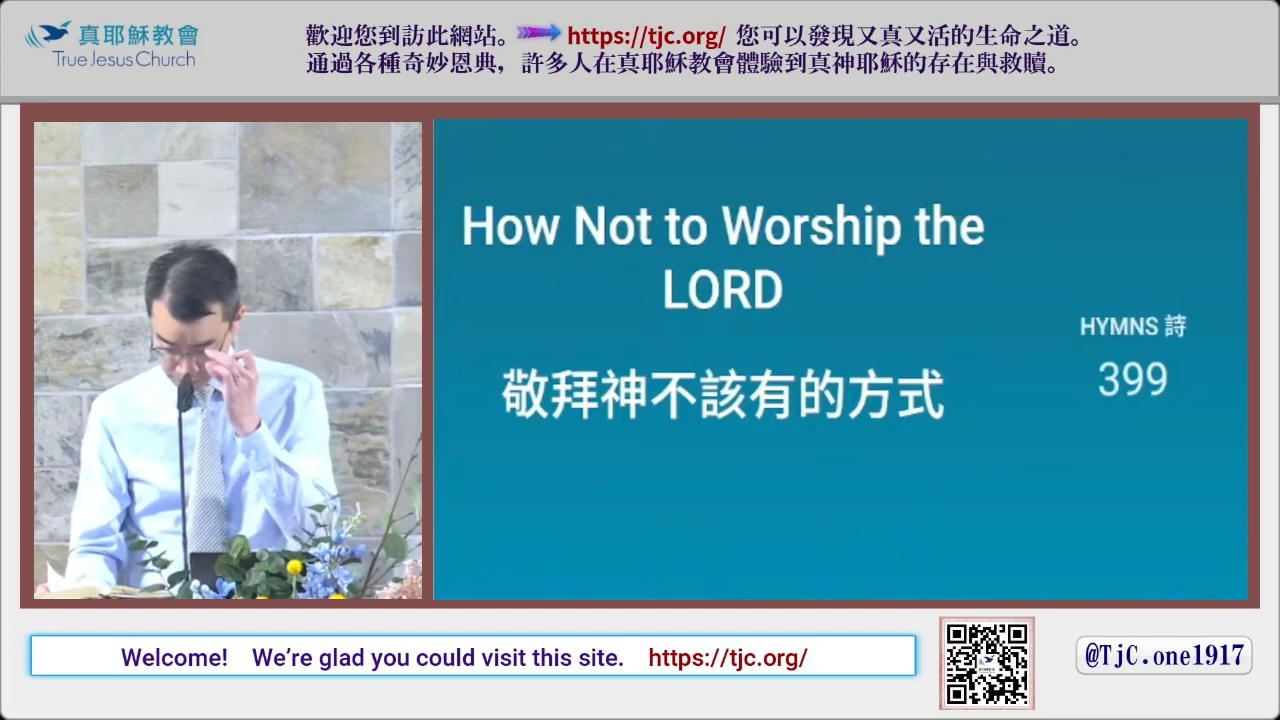 真耶穌教會
True Jesus Church
歡迎您到訪此網站。 https://tjc.org/ 您可以發現又真又活的生命之道。
通過各種奇妙恩典，許多人在真耶穌教會體驗到真神耶穌的存在與救贖。
How Not to Worship the
LORD
敬拜神不該有的方式
HYMNS 詩
399
Welcome! We’re glad you could visit this site. https://tjc.org/
@TjC.one1917